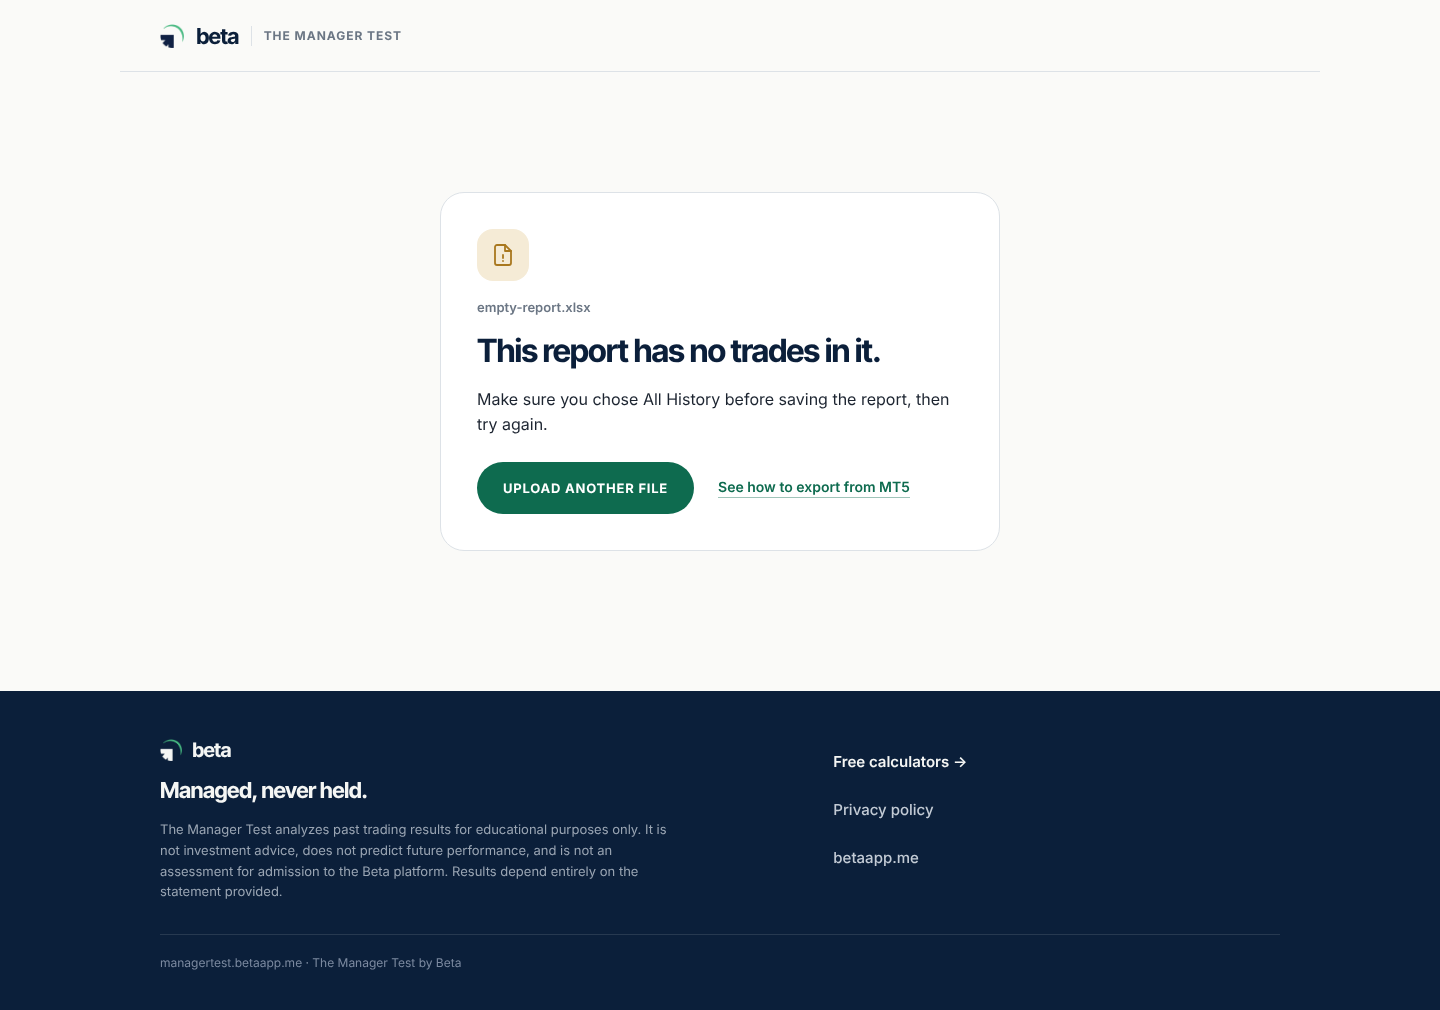 beta
THE MANAGER TEST
empty-report.xlsx
This report has no trades in it.
Make sure you chose All History before saving the report, then
try again.
UPLOAD ANOTHER FILE
See how to export from MT5
beta
Managed, never held.
The Manager Test analyzes past trading results for educational purposes only. It is
not investment advice, does not predict future performance, and is not an
assessment for admission to the Beta platform. Results depend entirely on the
statement provided.
Free calculators →
Privacy policy
betaapp.me
managertest.betaapp.me · The Manager Test by Beta